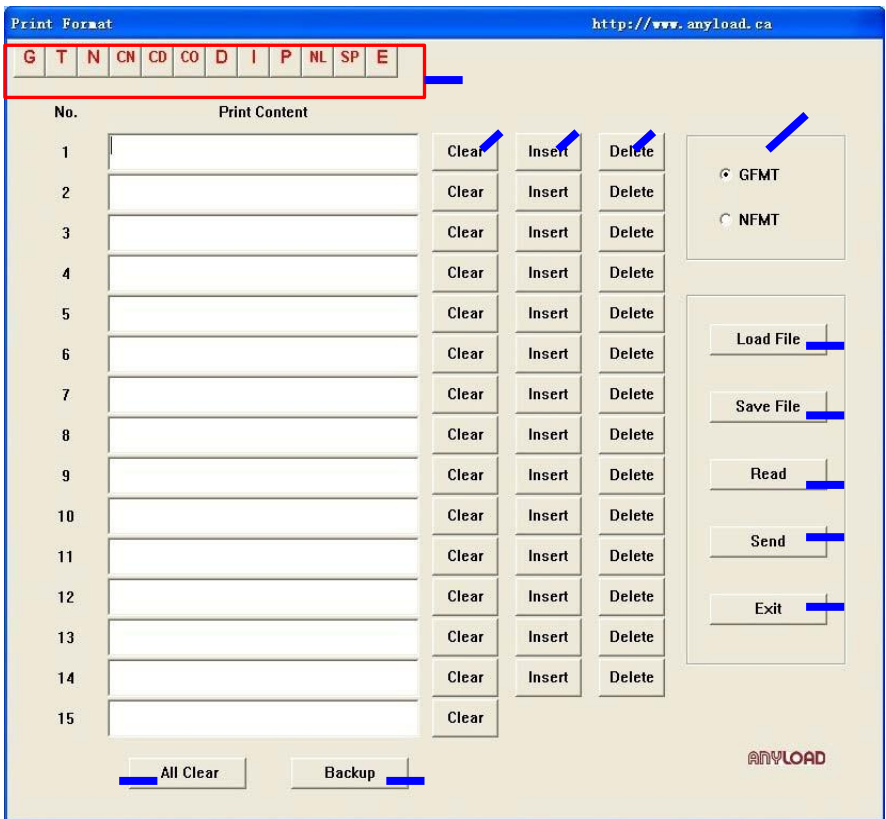 Print Format http://www.anyload.ca
G T N CN CD CO D I P NL SP E
No. Print Content
1 Clear Insert Delete
GFMT
2 Clear Insert Delete
NFMT
3 Clear Insert Delete
4 Clear Insert Delete
5 Clear Insert Delete
Load File
6 Clear Insert Delete
7 Clear Insert Delete
Save File
8 Clear Insert Delete
9 Clear Insert Delete
Read
10 Clear Insert Delete
Send
11 Clear Insert Delete
12 Clear Insert Delete
Exit
13 Clear Insert Delete
14 Clear Insert Delete
15 Clear
ANYLOAD
All Clear Backup